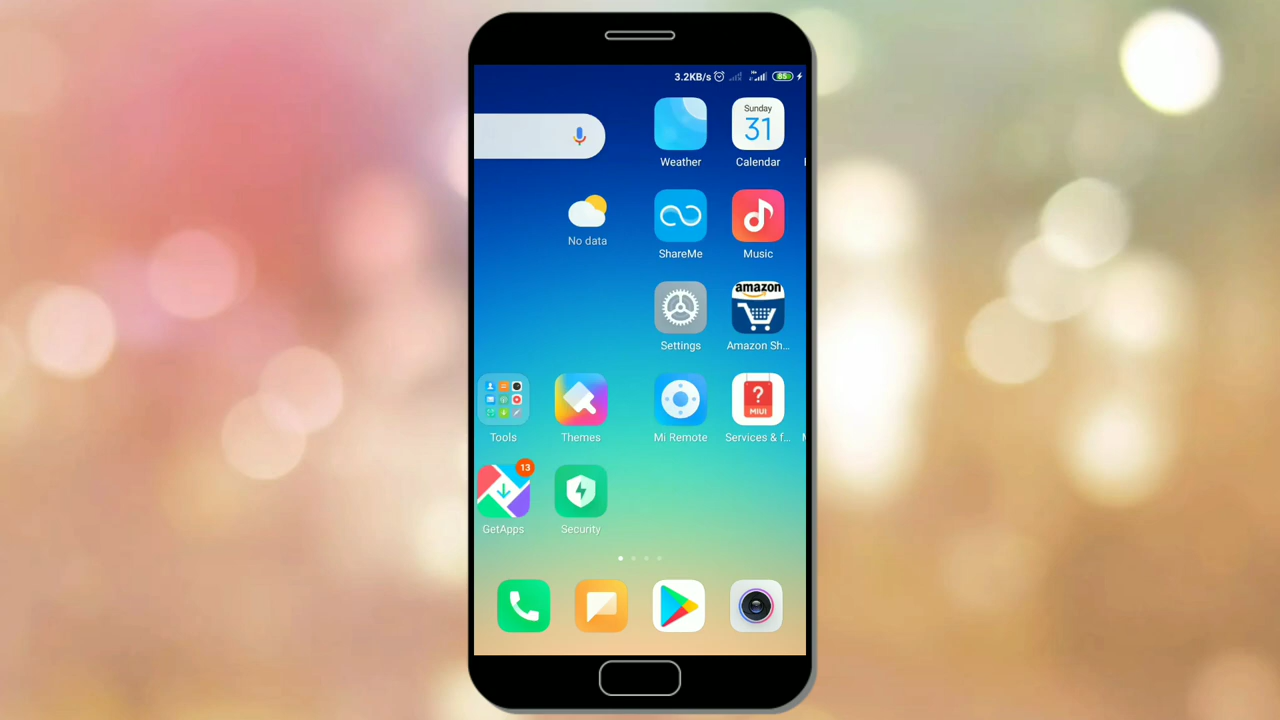 3.2KB/s 85
Sunday
31
Weather
Calendar
No data
ShareMe
Music
amazon
Settings
Amazon Sh...
?
MIUI
Tools
Themes
Mi Remote
Services & f...
13
GetApps
Security